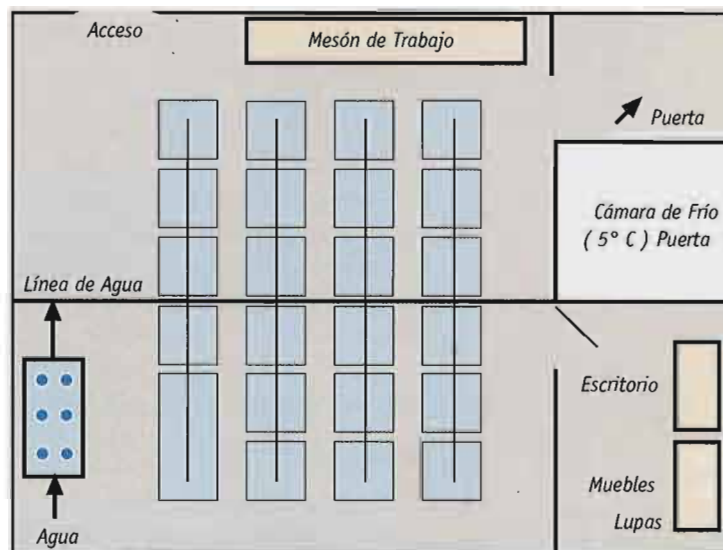 Acceso
Mesón de Trabajo
Puerta
Cámara de Frío
( 5° C ) Puerta
Línea de Agua
Escritorio
Muebles
Lupas
Agua